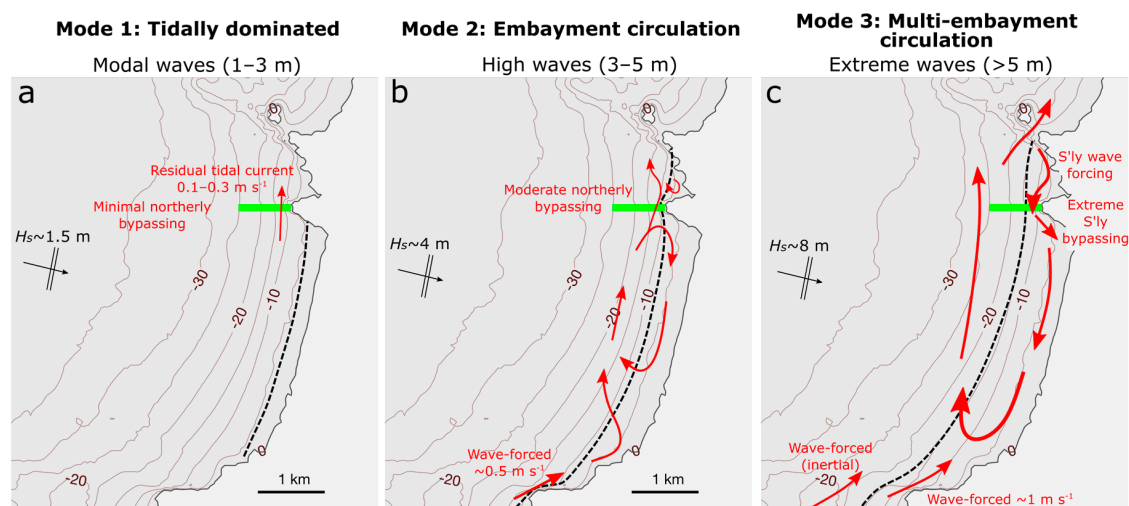 Mode 1: Tidally dominated
Modal waves (1–3 m)
a
0
Residual tidal current
0.1–0.3 m s⁻¹
Minimal northerly
bypassing
Hs~1.5 m
-30
-20
-10
0
-20
1 km
Mode 2: Embayment circulation
High waves (3–5 m)
b
0
Moderate northerly
bypassing
Hs~4 m
-30
-20
-10
Wave-forced
~0.5 m s⁻¹
0
-20
1 km
Mode 3: Multi-embayment
circulation
Extreme waves (>5 m)
c
0
S'ly wave
forcing
Extreme
S'ly
bypassing
Hs~8 m
-30
-20
-10
Wave-forced
(inertial)
0
-20
Wave-forced ~1 m s⁻¹